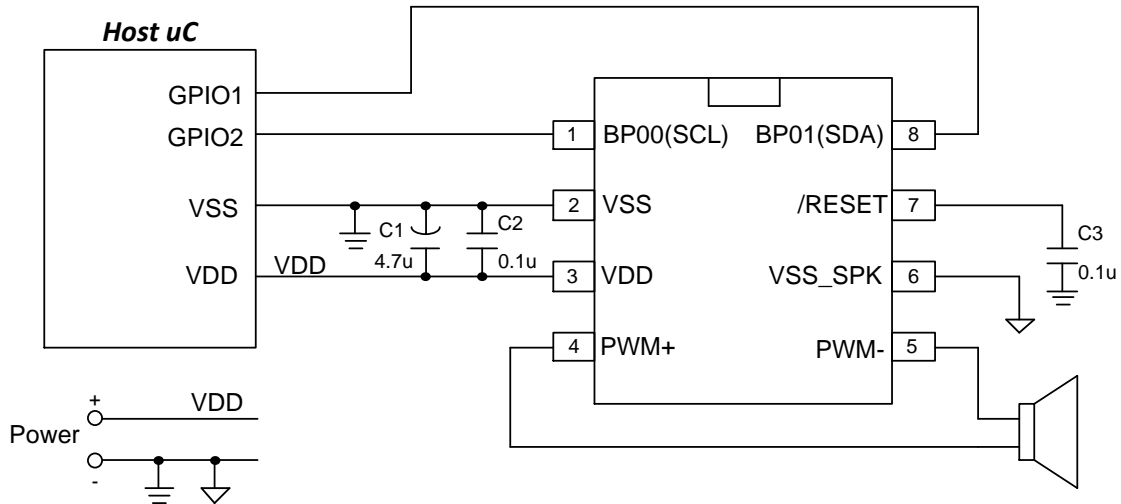 Host uC
GPIO1
GPIO2
VSS
VDD
VDD
C1
4.7u
C2
0.1u
1
BP00(SCL)
BP01(SDA)
8
2
VSS
/RESET
7
3
VDD
VSS_SPK
6
4
PWM+
PWM-
5
C3
0.1u
+
VDD
Power
-